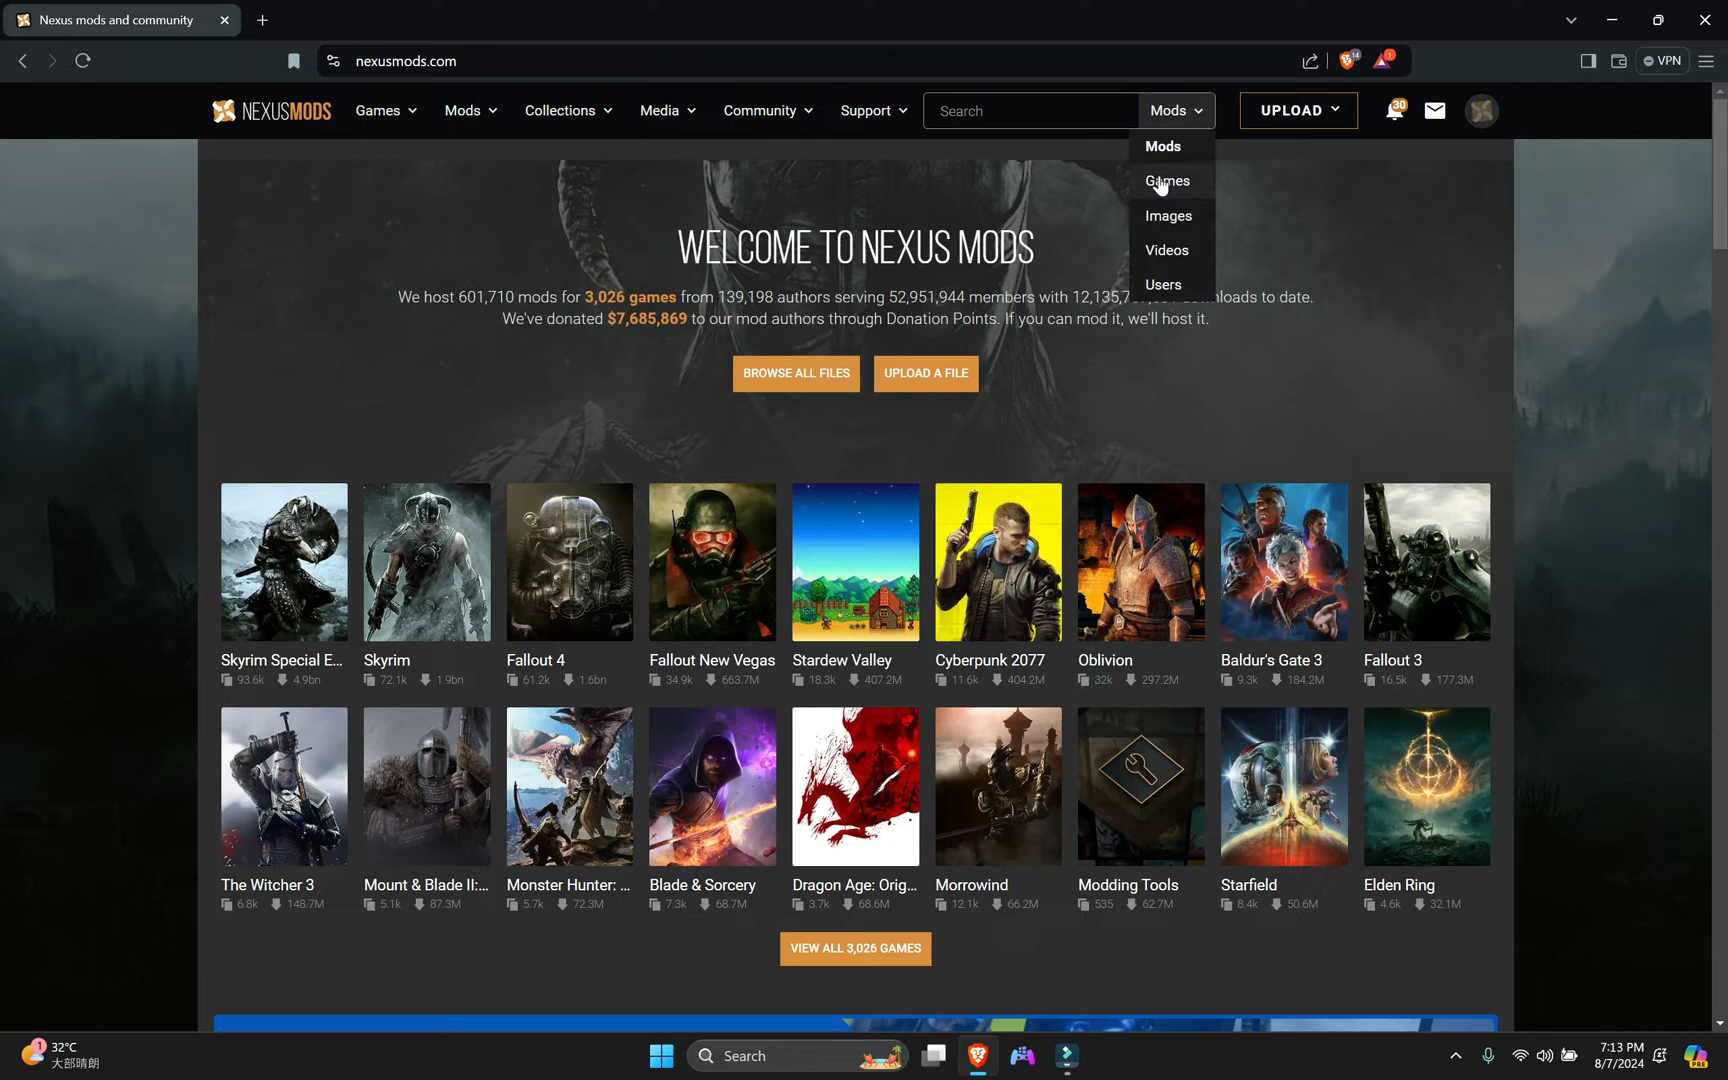 Nexus mods and community
nexusmods.com
14
1
VPN
NEXUSMODS
Games
Mods
Collections
Media
Community
Support
Search
Mods
UPLOAD
30
Mods
Games
Images
Videos
Users
WELCOME TO NEXUS MODS
We host 601,710 mods for 3,026 games from 139,198 authors serving 52,951,944 members with 12,135,7 loads to date.
We've donated $7,685,869 to our mod authors through Donation Points. If you can mod it, we'll host it.
BROWSE ALL FILES
UPLOAD A FILE
Skyrim Special E... Skyrim Fallout 4 Fallout New Vegas Stardew Valley Cyberpunk 2077 Oblivion Baldur's Gate 3 Fallout 3
93.6k 4.9bn 72.1k 1.9bn 61.2k 1.6bn 34.9k 663.7M 18.3k 407.2M 11.6k 404.2M 32k 297.2M 9.3k 184.2M 16.5k 177.3M
The Witcher 3 Mount & Blade II:... Monster Hunter: ... Blade & Sorcery Dragon Age: Orig... Morrowind Modding Tools Starfield Elden Ring
6.8k 148.7M 5.1k 87.3M 5.7k 72.3M 7.3k 68.7M 3.7k 68.6M 12.1k 66.2M 535 62.7M 8.4k 50.6M 4.6k 32.1M
VIEW ALL 3,026 GAMES
1
32°C
大部晴朗
Search
7:13 PM
8/7/2024
PRE